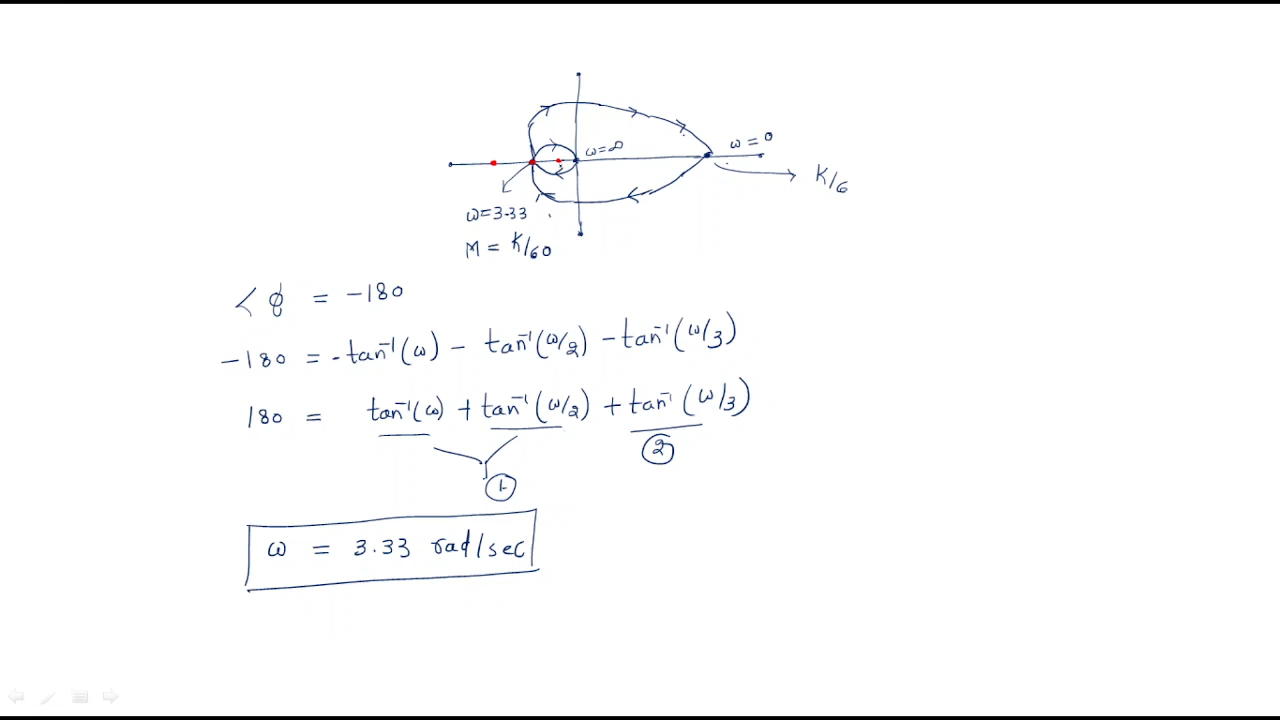 ω = 0
ω = ∞
K/6
ω = 3.33
M = K/60
∠ϕ = -180
-180 = -tan⁻¹(ω) - tan⁻¹(ω/2) - tan⁻¹(ω/3)
180 = tan⁻¹(ω) + tan⁻¹(ω/2) + tan⁻¹(ω/3)
②
①
ω = 3.33 rad/sec